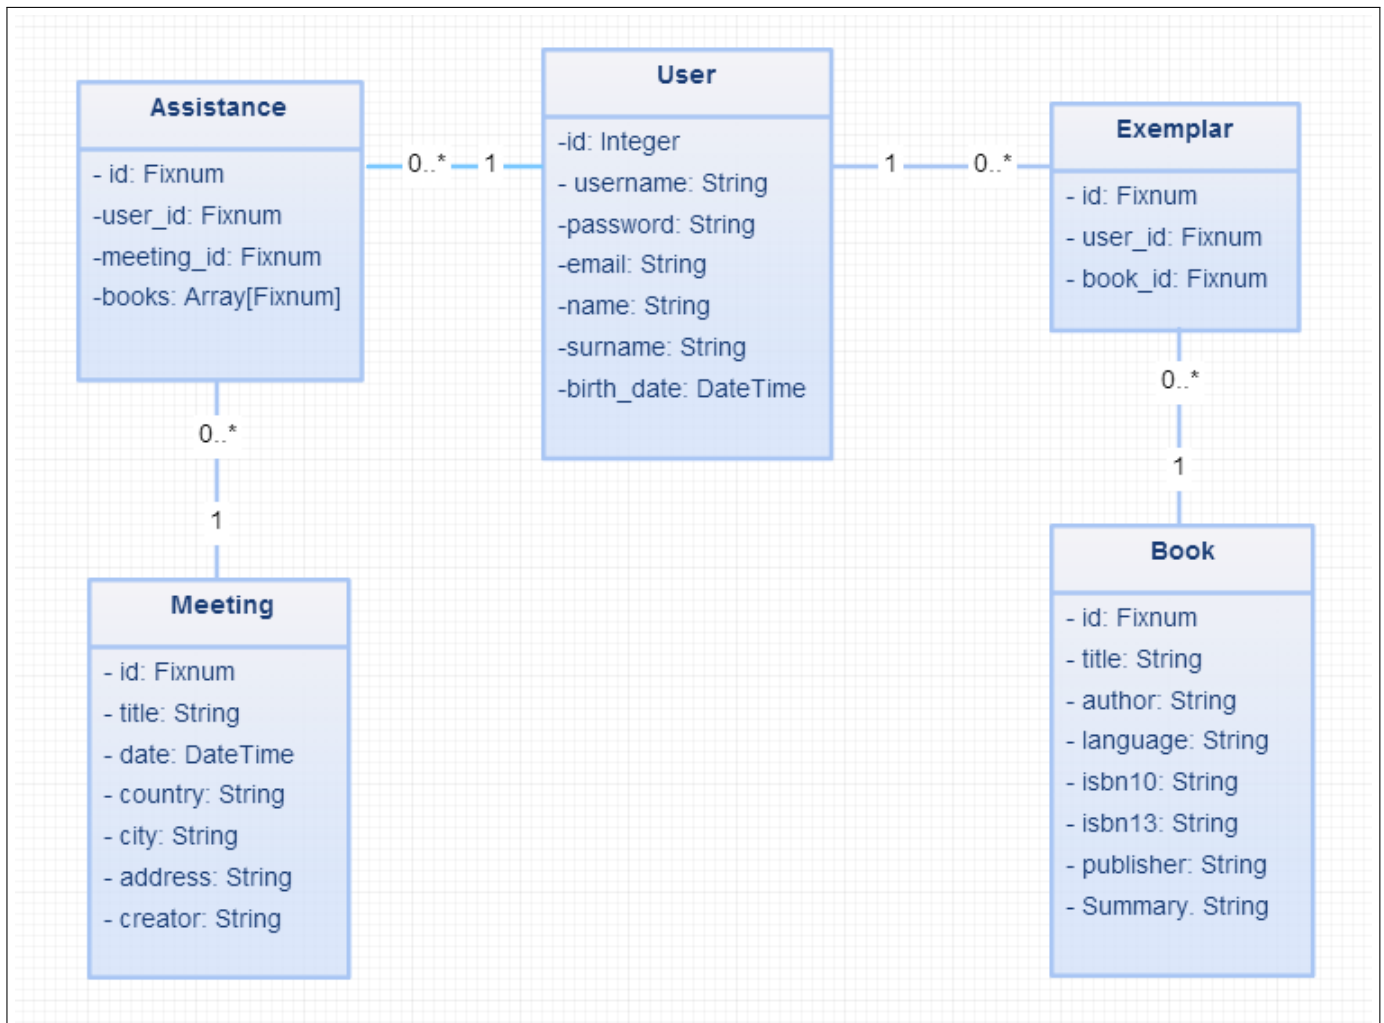 Assistance
- id: Fixnum
-user_id: Fixnum
-meeting_id: Fixnum
-books: Array[Fixnum]
0..*
1
User
-id: Integer
- username: String
-password: String
-email: String
-name: String
-surname: String
-birth_date: DateTime
1
0..*
Exemplar
- id: Fixnum
- user_id: Fixnum
- book_id: Fixnum
0..*
1
0..*
1
Meeting
- id: Fixnum
- title: String
- date: DateTime
- country: String
- city: String
- address: String
- creator: String
Book
- id: Fixnum
- title: String
- author: String
- language: String
- isbn10: String
- isbn13: String
- publisher: String
- Summary. String